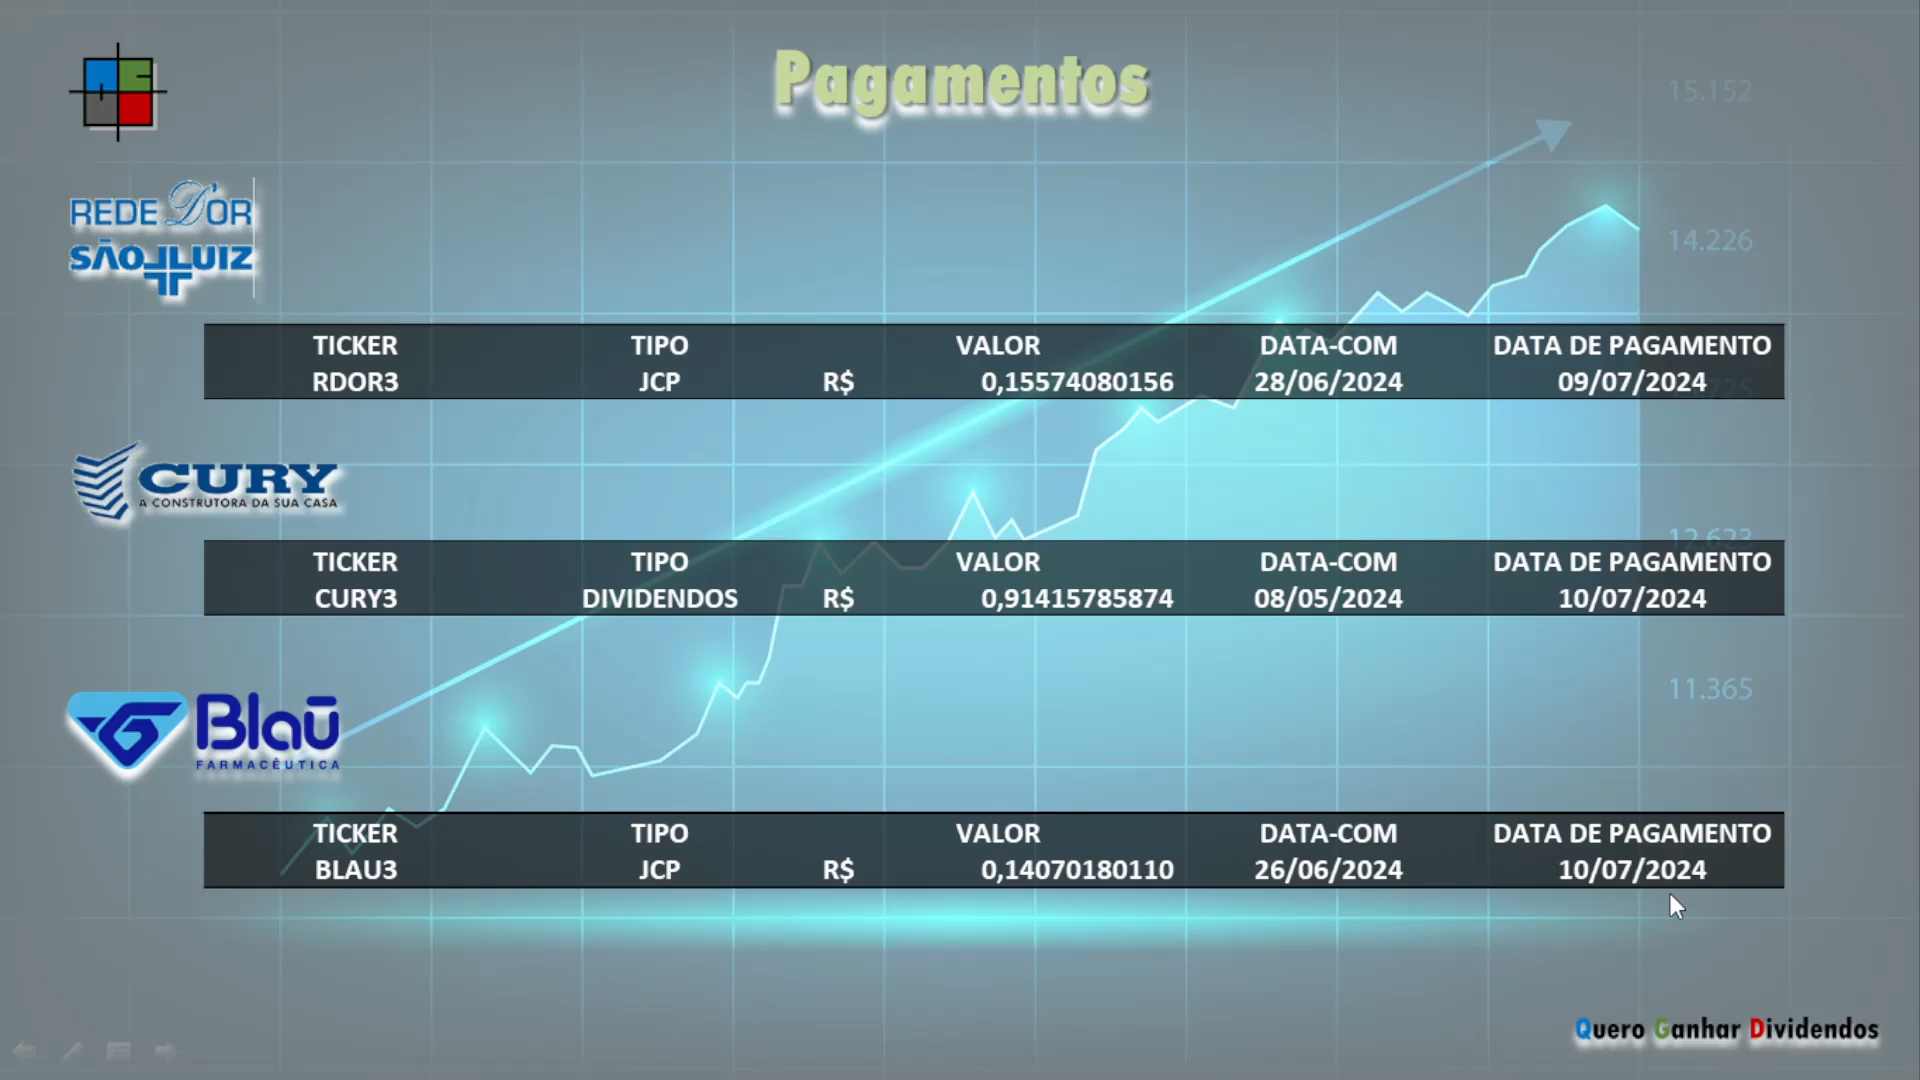 Pagamentos
15.152
REDE D'OR
SÃO LUIZ
14.226
TICKER TIPO VALOR DATA-COM DATA DE PAGAMENTO
RDOR3 JCP R$ 0,15574080156 28/06/2024 09/07/2024
CURY
A CONSTRUTORA DA SUA CASA
12.623
TICKER TIPO VALOR DATA-COM DATA DE PAGAMENTO
CURY3 DIVIDENDOS R$ 0,91415785874 08/05/2024 10/07/2024
11.365
Blaū
FARMACÊUTICA
TICKER TIPO VALOR DATA-COM DATA DE PAGAMENTO
BLAU3 JCP R$ 0,14070180110 26/06/2024 10/07/2024
Quero Ganhar Dividendos